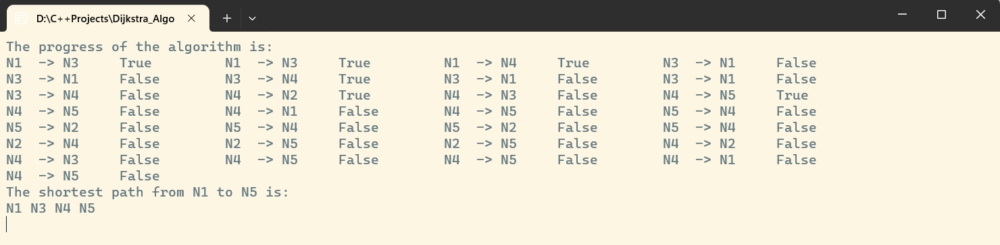 D:\C++Projects\Dijkstra_Algo
The progress of the algorithm is:
N1  -> N3     True         N1  -> N3     True         N1  -> N4     True         N3  -> N1     False
N3  -> N1     False        N3  -> N4     True         N3  -> N1     False        N3  -> N1     False
N3  -> N4     False        N4  -> N2     True         N4  -> N3     False        N4  -> N5     True
N4  -> N5     False        N4  -> N1     False        N4  -> N5     False        N5  -> N4     False
N5  -> N2     False        N5  -> N4     False        N5  -> N2     False        N5  -> N4     False
N2  -> N4     False        N2  -> N5     False        N2  -> N5     False        N4  -> N2     False
N4  -> N3     False        N4  -> N5     False        N4  -> N5     False        N4  -> N1     False
N4  -> N5     False
The shortest path from N1 to N5 is:
N1 N3 N4 N5